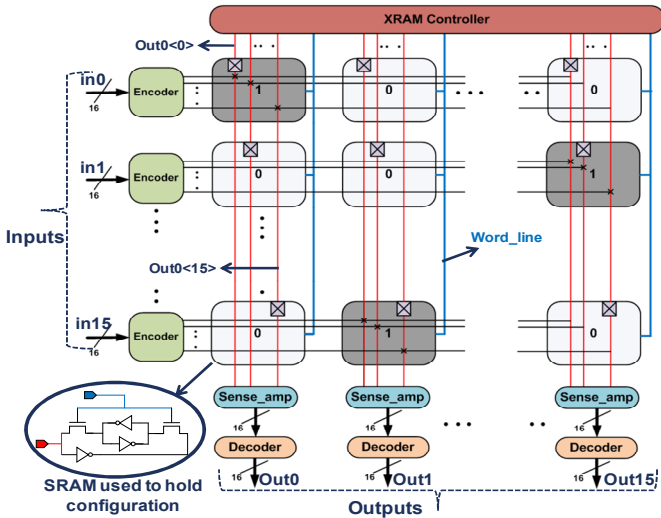 XRAM Controller
Out0<0>
in0
16
Encoder
1
0
0
in1
16
Encoder
0
0
1
Inputs
Word_line
Out0<15>
in15
16
Encoder
0
1
0
Sense_amp
Sense_amp
Sense_amp
16
16
16
Decoder
Decoder
Decoder
16
Out0
16
Out1
16
Out15
SRAM used to hold
configuration
Outputs